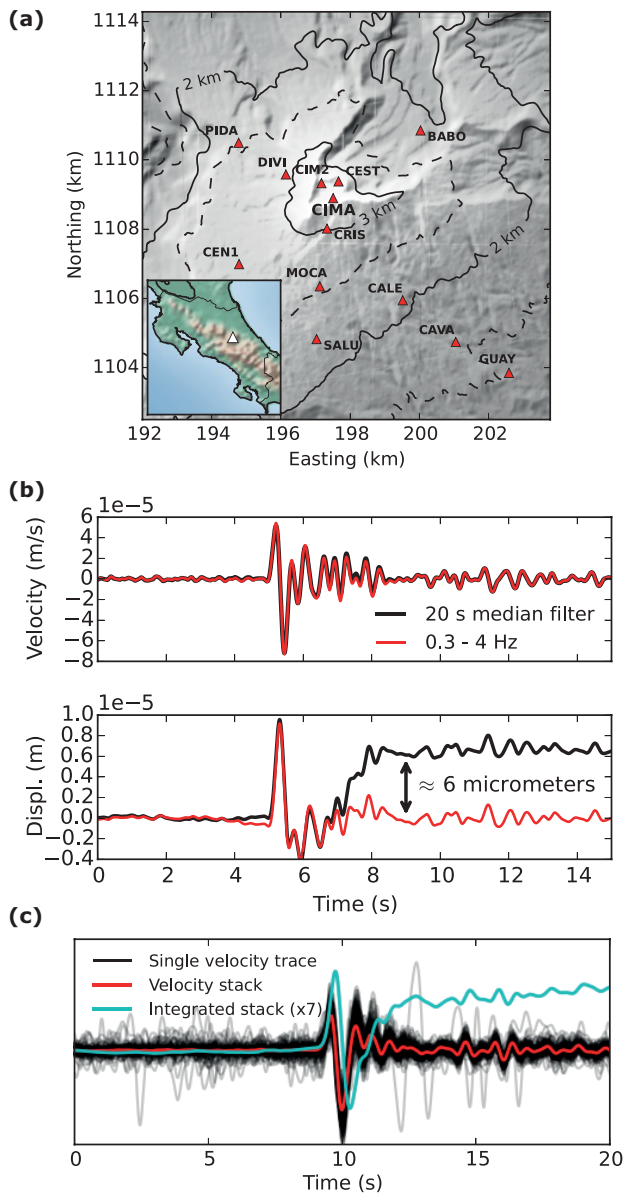 (a)
1114
1112
1110
1108
1106
1104
Northing (km)
2 km
PIDA
BABO
DIVI
CIM2
CEST
CIMA
3 km
CRIS
CEN1
MOCA
2 km
CALE
SALU
CAVA
GUAY
192 194 196 198 200 202
Easting (km)
(b)
1e−5
6
4
2
0
−2
−4
−6
−8
Velocity (m/s)
20 s median filter
0.3 - 4 Hz
1e−5
1.0
0.8
0.6
0.4
0.2
0.0
−0.2
−0.4
Displ. (m)
≈ 6 micrometers
0 2 4 6 8 10 12 14
Time (s)
(c)
Single velocity trace
Velocity stack
Integrated stack (x7)
0 5 10 15 20
Time (s)